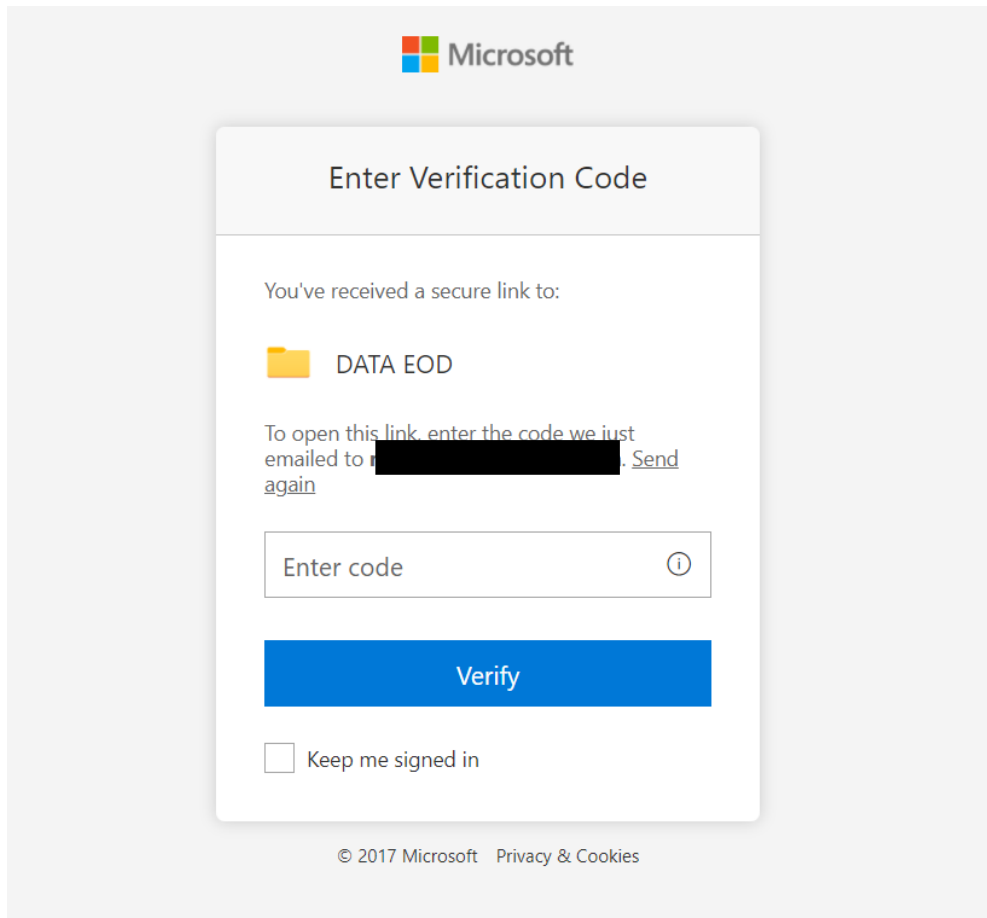 Microsoft
Enter Verification Code
You've received a secure link to:
DATA EOD
To open this link, enter the code we just
emailed to . Send
again
Enter code
Verify
Keep me signed in
© 2017 Microsoft Privacy & Cookies